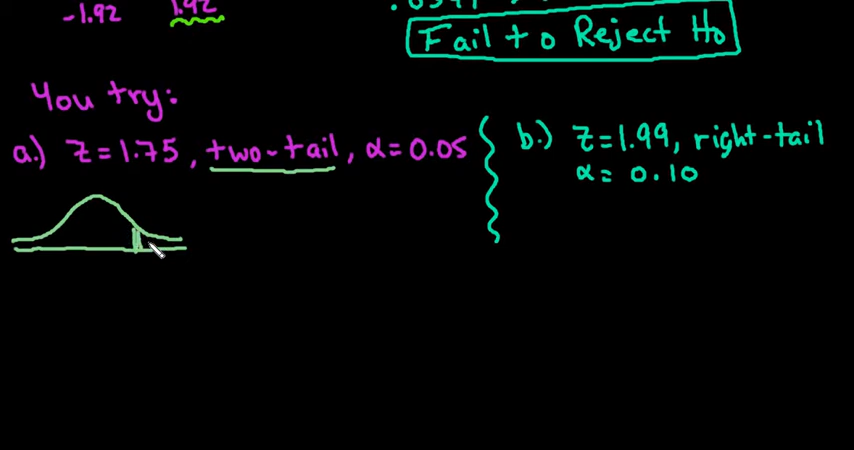 -1.92 1.92
Fail to Reject Ho
You try:
a.) z = 1.75, two-tail, α = 0.05
b.) z = 1.99, right-tail
α = 0.10